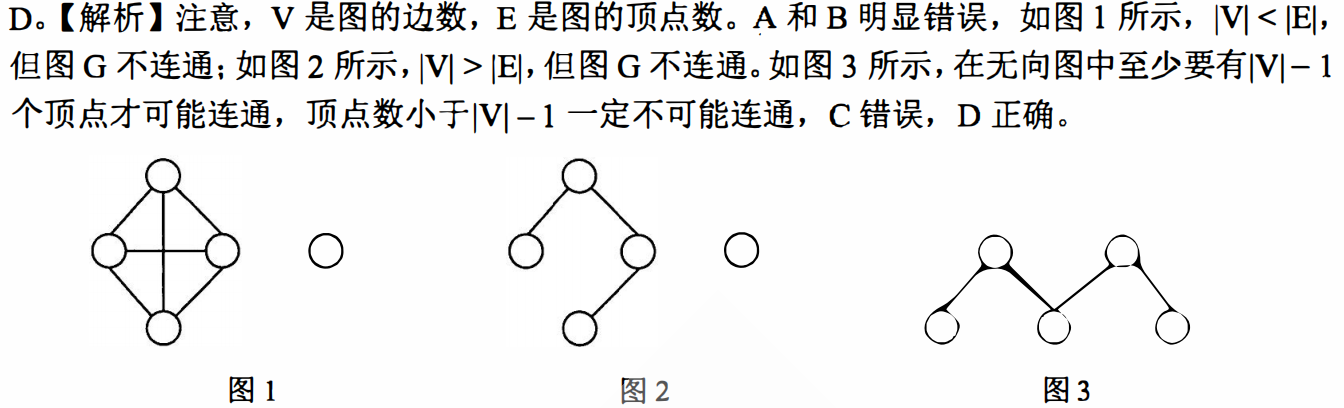 D。【解析】注意，V 是图的边数，E 是图的顶点数。A 和 B 明显错误，如图 1 所示，|V| < |E|，
但图 G 不连通；如图 2 所示，|V| > |E|，但图 G 不连通。如图 3 所示，在无向图中至少要有|V| – 1
个顶点才可能连通，顶点数小于|V| – 1 一定不可能连通，C 错误，D 正确。
图 1
图 2
图 3